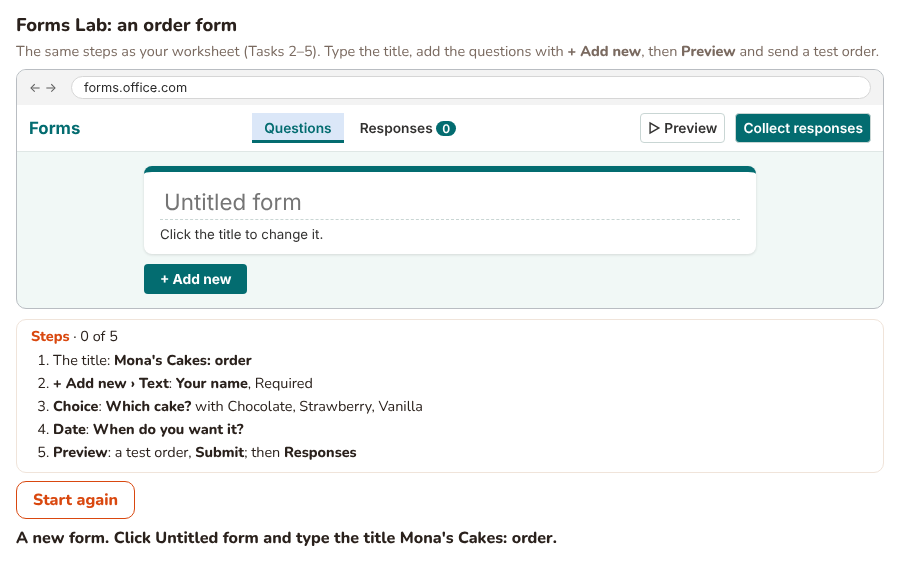 Forms Lab: an order form
The same steps as your worksheet (Tasks 2–5). Type the title, add the questions with + Add new, then Preview and send a test order.
← → forms.office.com
Forms Questions Responses 0 ▷ Preview Collect responses
Untitled form
Click the title to change it.
+ Add new
Steps · 0 of 5
1. The title: Mona's Cakes: order
2. + Add new › Text: Your name, Required
3. Choice: Which cake? with Chocolate, Strawberry, Vanilla
4. Date: When do you want it?
5. Preview: a test order, Submit; then Responses
Start again
A new form. Click Untitled form and type the title Mona's Cakes: order.